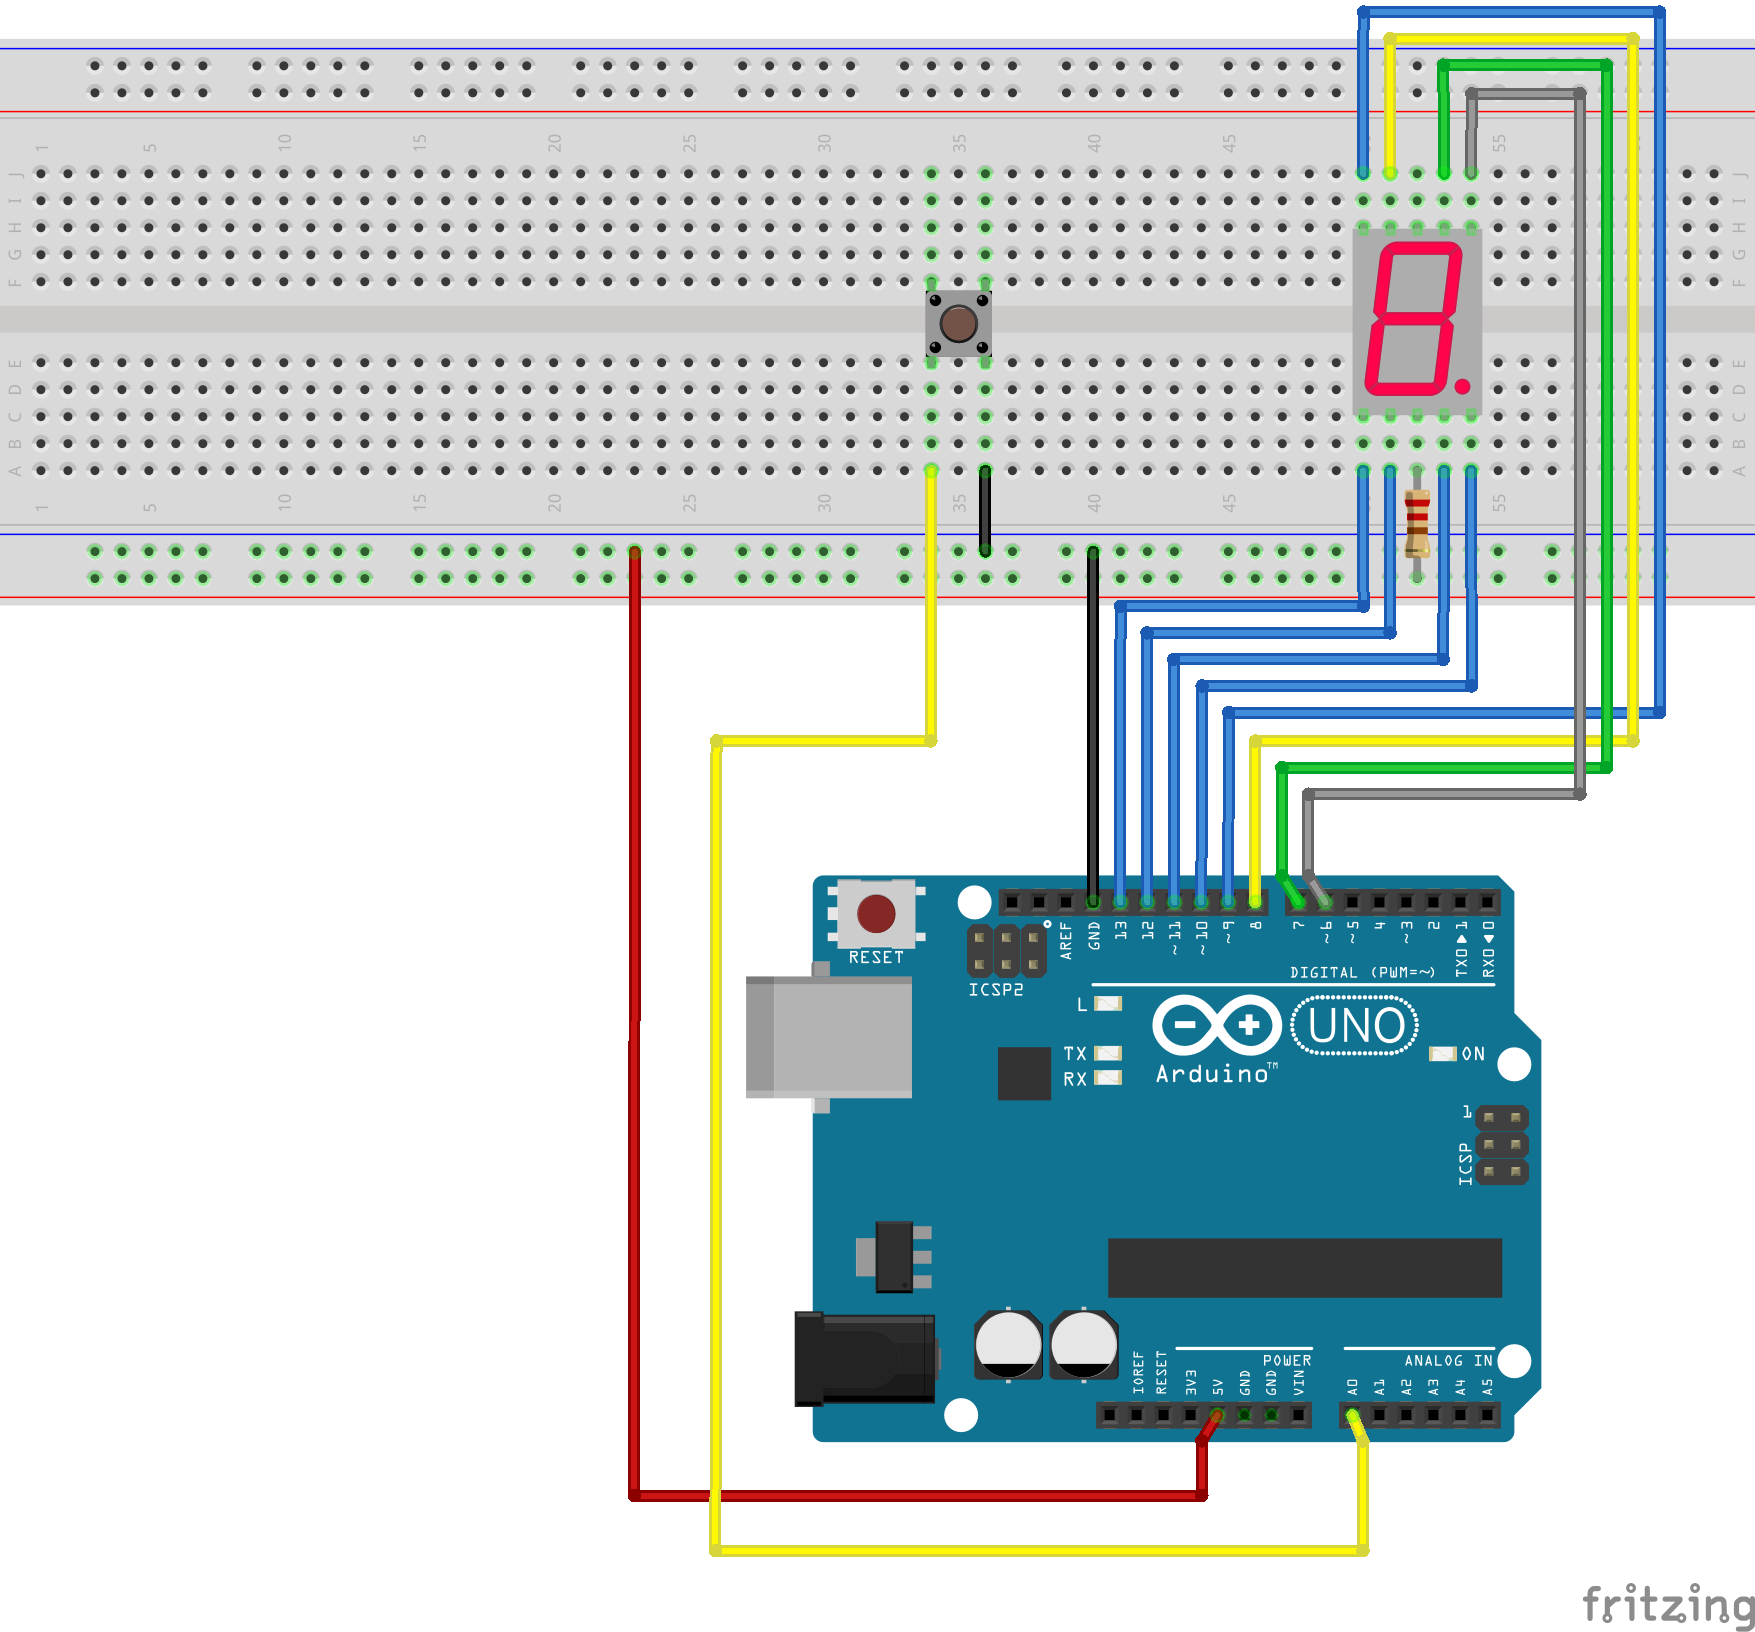 1 5 10 15 20 25 30 35 40 45 55
J J
I I
H H
G G
F F
E E
D D
C C
B B
A A
1 5 10 15 20 25 30 35 40 45 55
RESET
AREF GND 13 12 ~11 ~10 ~9 8 7 ~6 ~5 4 ~3 2 TX0▶1 RX0◀0
DIGITAL (PWM=~)
ICSP2
L
UNO
TX
ON
RX
Arduino™
1
ICSP
POWER
ANALOG IN
IOREF RESET 3V3 5V GND GND VIN A0 A1 A2 A3 A4 A5
fritzing